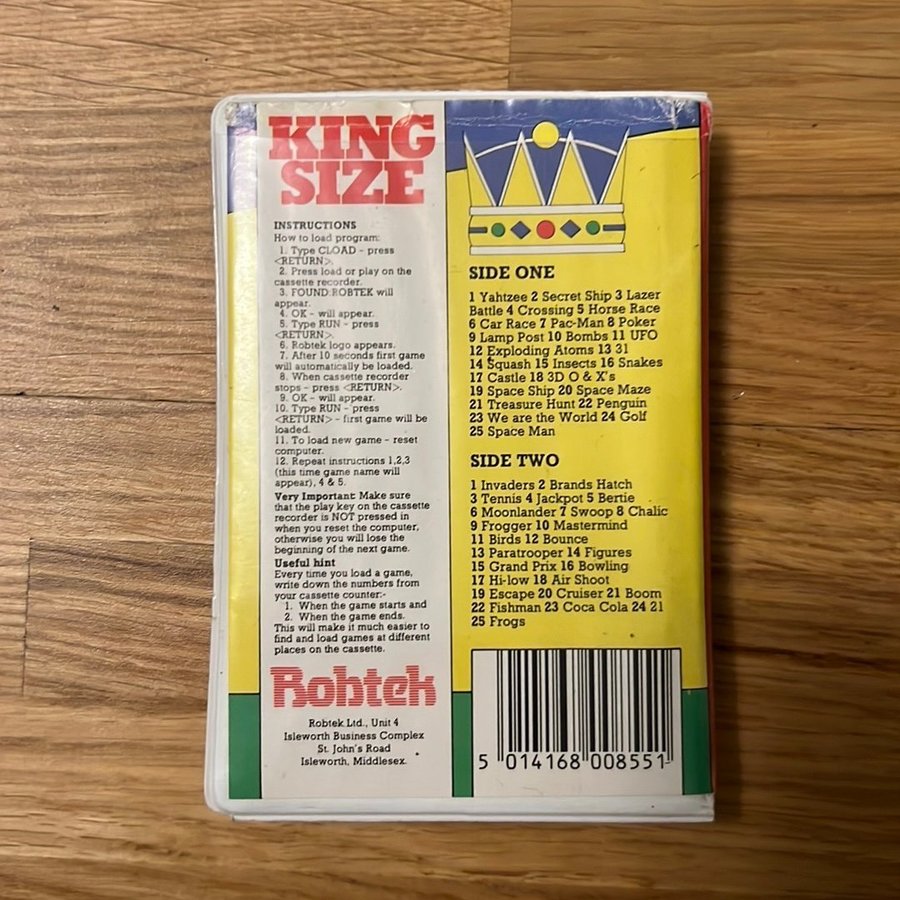 KING
SIZE
INSTRUCTIONS
How to load program:
1. Type CLOAD - press
<RETURN>.
2. Press load or play on the
cassette recorder.
3. FOUND:ROBTEK will
appear.
4. OK - will appear.
5. Type RUN - press
<RETURN>.
6. Robtek logo appears.
7. After 10 seconds first game
will automatically be loaded.
8. When cassette recorder
stops - press <RETURN>.
9. OK - will appear.
10. Type RUN - press
<RETURN> - first game will be
loaded.
11. To load new game - reset
computer.
12. Repeat instructions 1,2,3
(this time game name will
appear), 4 & 5.
Very Important: Make sure
that the play key on the cassette
recorder is NOT pressed in
when you reset the computer,
otherwise you will lose the
beginning of the next game.
Useful hint
Every time you load a game,
write down the numbers from
your cassette counter:-
1. When the game starts and
2. When the game ends.
This will make it much easier to
find and load games at different
places on the cassette.
Robtek
Robtek Ltd., Unit 4
Isleworth Business Complex
St. John's Road
Isleworth, Middlesex.
SIDE ONE
1 Yahtzee 2 Secret Ship 3 Lazer
Battle 4 Crossing 5 Horse Race
6 Car Race 7 Pac-Man 8 Poker
9 Lamp Post 10 Bombs 11 UFO
12 Exploding Atoms 13 31
14 Squash 15 Insects 16 Snakes
17 Castle 18 3D O & X's
19 Space Ship 20 Space Maze
21 Treasure Hunt 22 Penguin
23 We are the World 24 Golf
25 Space Man
SIDE TWO
1 Invaders 2 Brands Hatch
3 Tennis 4 Jackpot 5 Bertie
6 Moonlander 7 Swoop 8 Chalic
9 Frogger 10 Mastermind
11 Birds 12 Bounce
13 Paratrooper 14 Figures
15 Grand Prix 16 Bowling
17 Hi-low 18 Air Shoot
19 Escape 20 Cruiser 21 Boom
22 Fishman 23 Coca Cola 24 21
25 Frogs
5 014168 008551